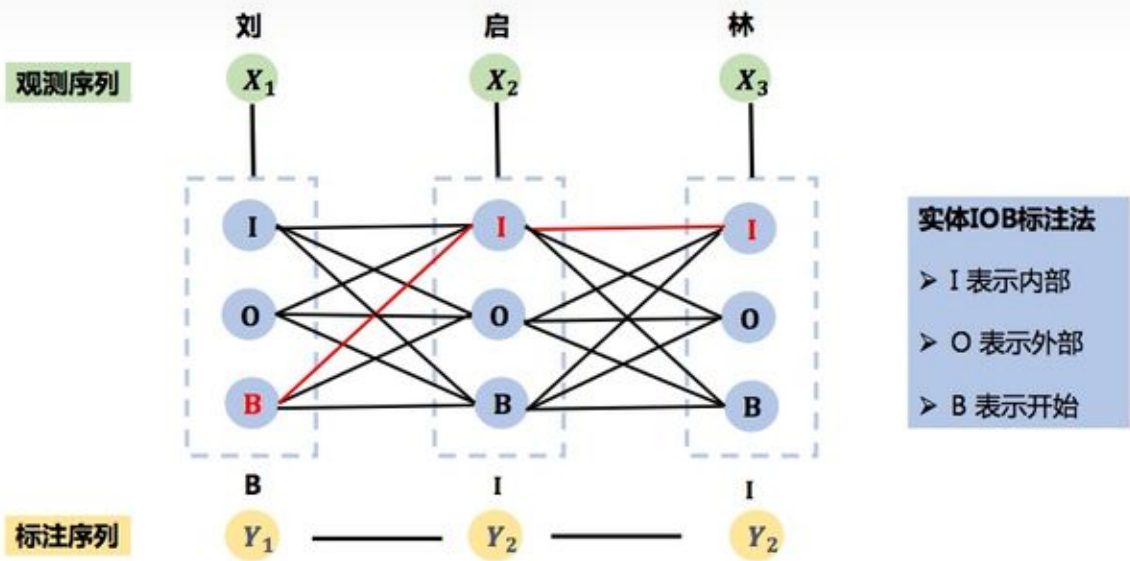 刘 启 林
观测序列 X1 X2 X3
I I I
O O O
B B B
实体IOB标注法
➢ I 表示内部
➢ O 表示外部
➢ B 表示开始
B I I
标注序列 Y1 Y2 Y2